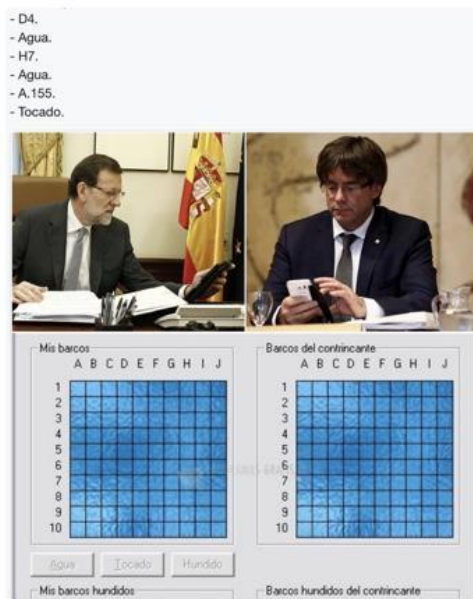 - D4.
- Agua.
- H7.
- Agua.
- A.155.
- Tocado.
Mis barcos
A B C D E F G H I J
1
2
3
4
5
6
7
8
9
10
Barcos del contrincante
A B C D E F G H I J
1
2
3
4
5
6
7
8
9
10
Agua Tocado Hundido
Mis barcos hundidos
Barcos hundidos del contrincante